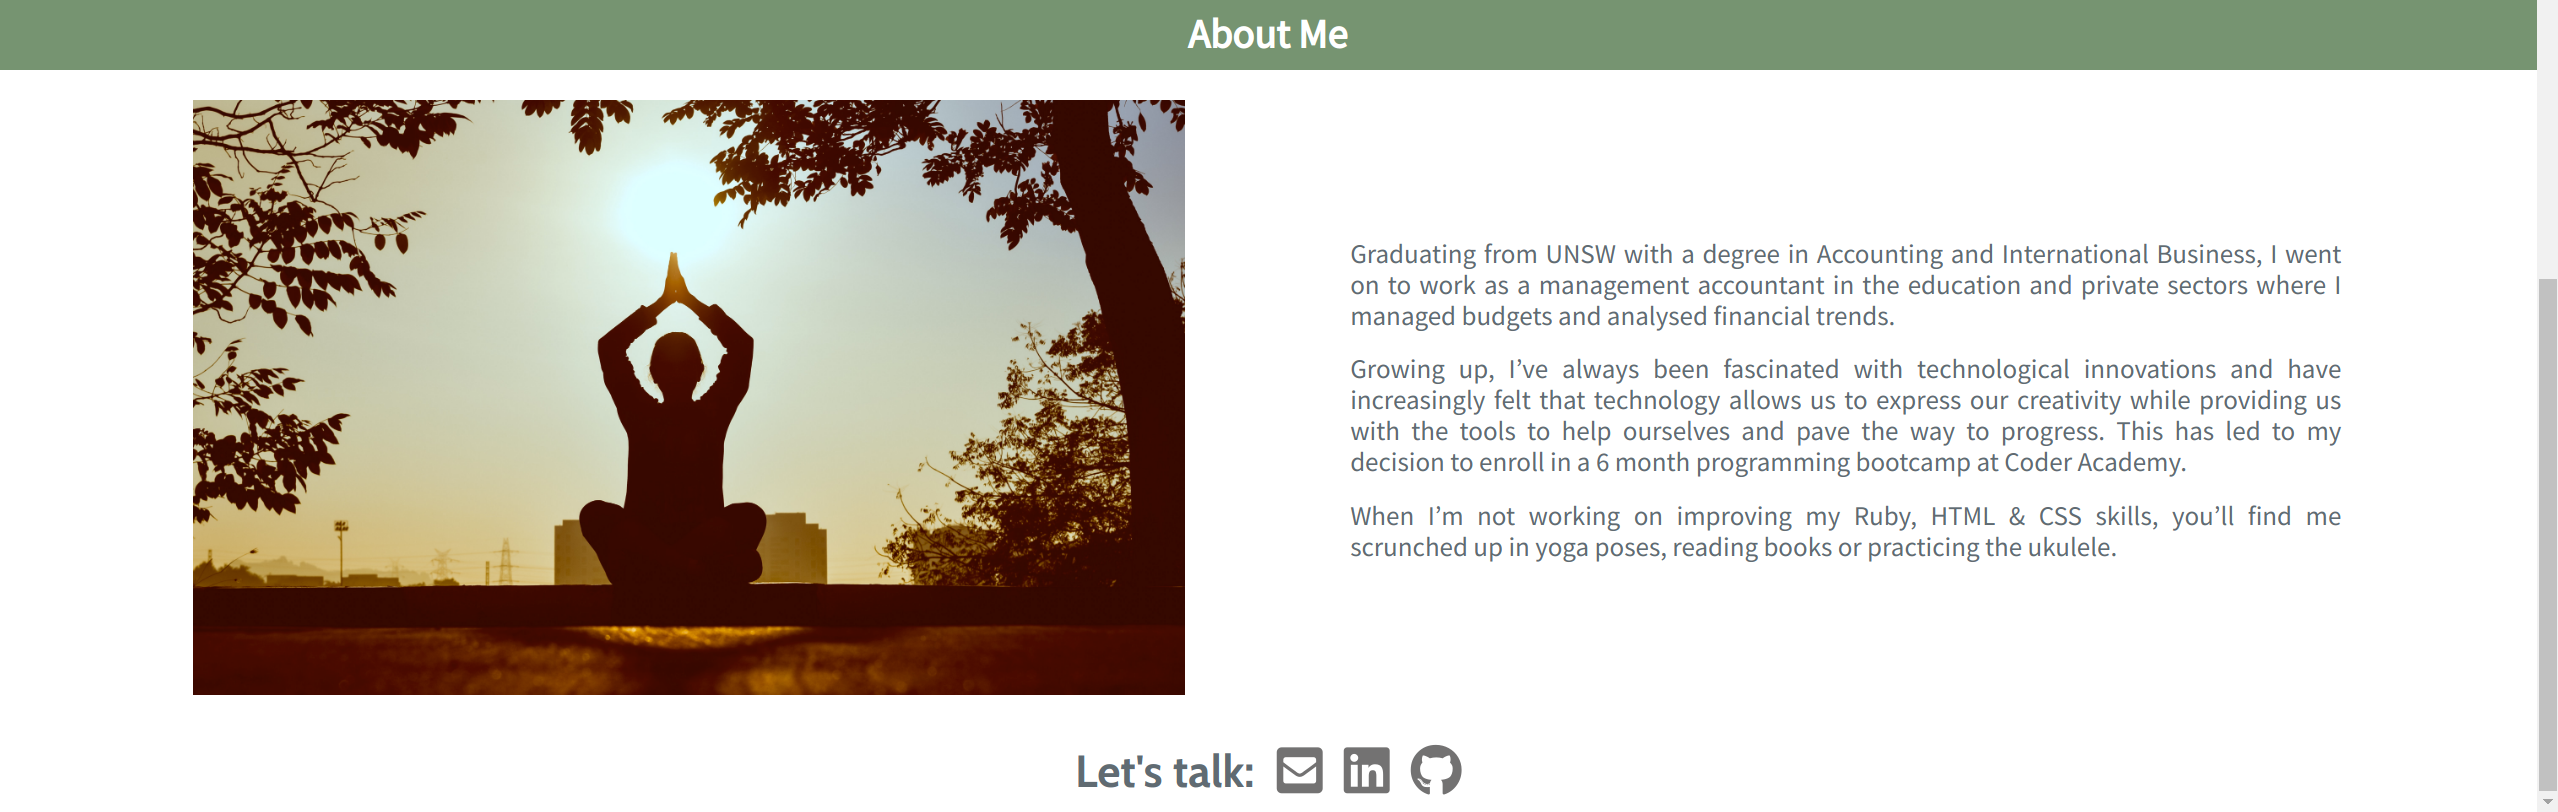 About Me
Graduating from UNSW with a degree in Accounting and International Business, I went
on to work as a management accountant in the education and private sectors where I
managed budgets and analysed financial trends.
Growing up, I’ve always been fascinated with technological innovations and have
increasingly felt that technology allows us to express our creativity while providing us
with the tools to help ourselves and pave the way to progress. This has led to my
decision to enroll in a 6 month programming bootcamp at Coder Academy.
When I’m not working on improving my Ruby, HTML & CSS skills, you’ll find me
scrunched up in yoga poses, reading books or practicing the ukulele.
Let's talk: in